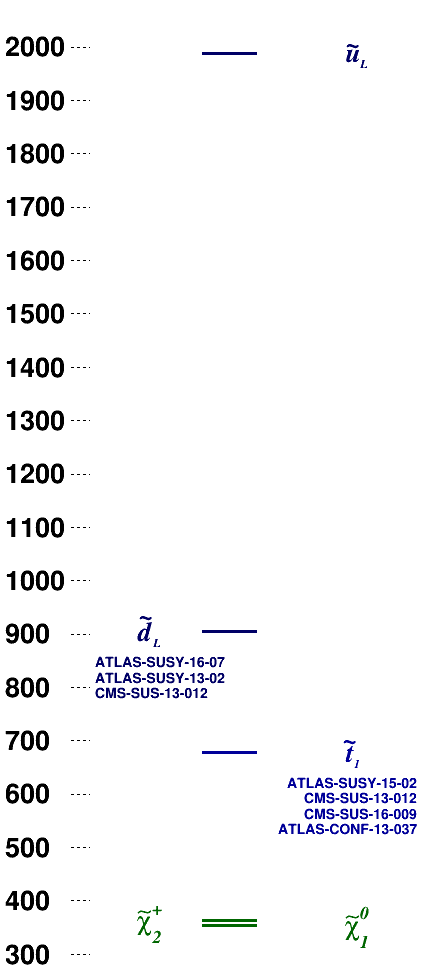 2000
ũ_L
1900
1800
1700
1600
1500
1400
1300
1200
1100
1000
900
d̃_L
ATLAS-SUSY-16-07
ATLAS-SUSY-13-02
CMS-SUS-13-012
800
700
t̃_1
ATLAS-SUSY-15-02
CMS-SUS-13-012
CMS-SUS-16-009
ATLAS-CONF-13-037
600
500
400
χ̃_2^+
χ̃_1^0
300